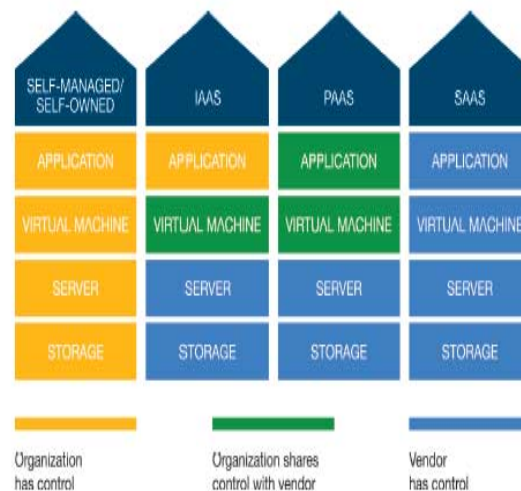 SELF-MANAGED/
SELF-OWNED
IAAS
PAAS
SAAS
APPLICATION
APPLICATION
APPLICATION
APPLICATION
VIRTUAL MACHINE
VIRTUAL MACHINE
VIRTUAL MACHINE
VIRTUAL MACHINE
SERVER
SERVER
SERVER
SERVER
STORAGE
STORAGE
STORAGE
STORAGE
Organization
has control
Organization shares
control with vendor
Vendor
has control